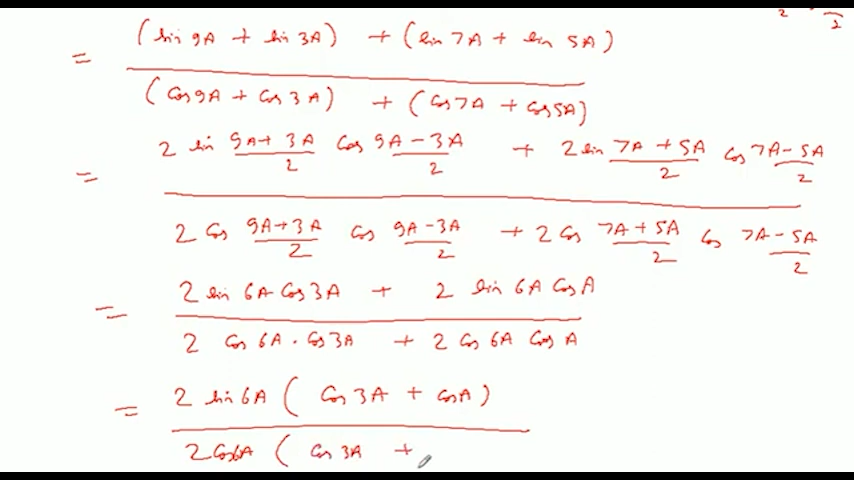 2 2
= (sin 9A + sin 3A) + (sin 7A + sin 5A)
(Cos 9A + Cos 3A) + (Cos 7A + Cos 5A)
= 2 sin 9A + 3A / 2 Cos 9A - 3A / 2 + 2 sin 7A + 5A / 2 Cos 7A - 5A / 2
2 Cos 9A + 3A / 2 Cos 9A - 3A / 2 + 2 Cos 7A + 5A / 2 Cos 7A - 5A / 2
= 2 sin 6A Cos 3A + 2 sin 6A Cos A
2 Cos 6A . Cos 3A + 2 Cos 6A Cos A
= 2 sin 6A ( Cos 3A + Cos A )
2 Cos 6A ( Cos 3A +